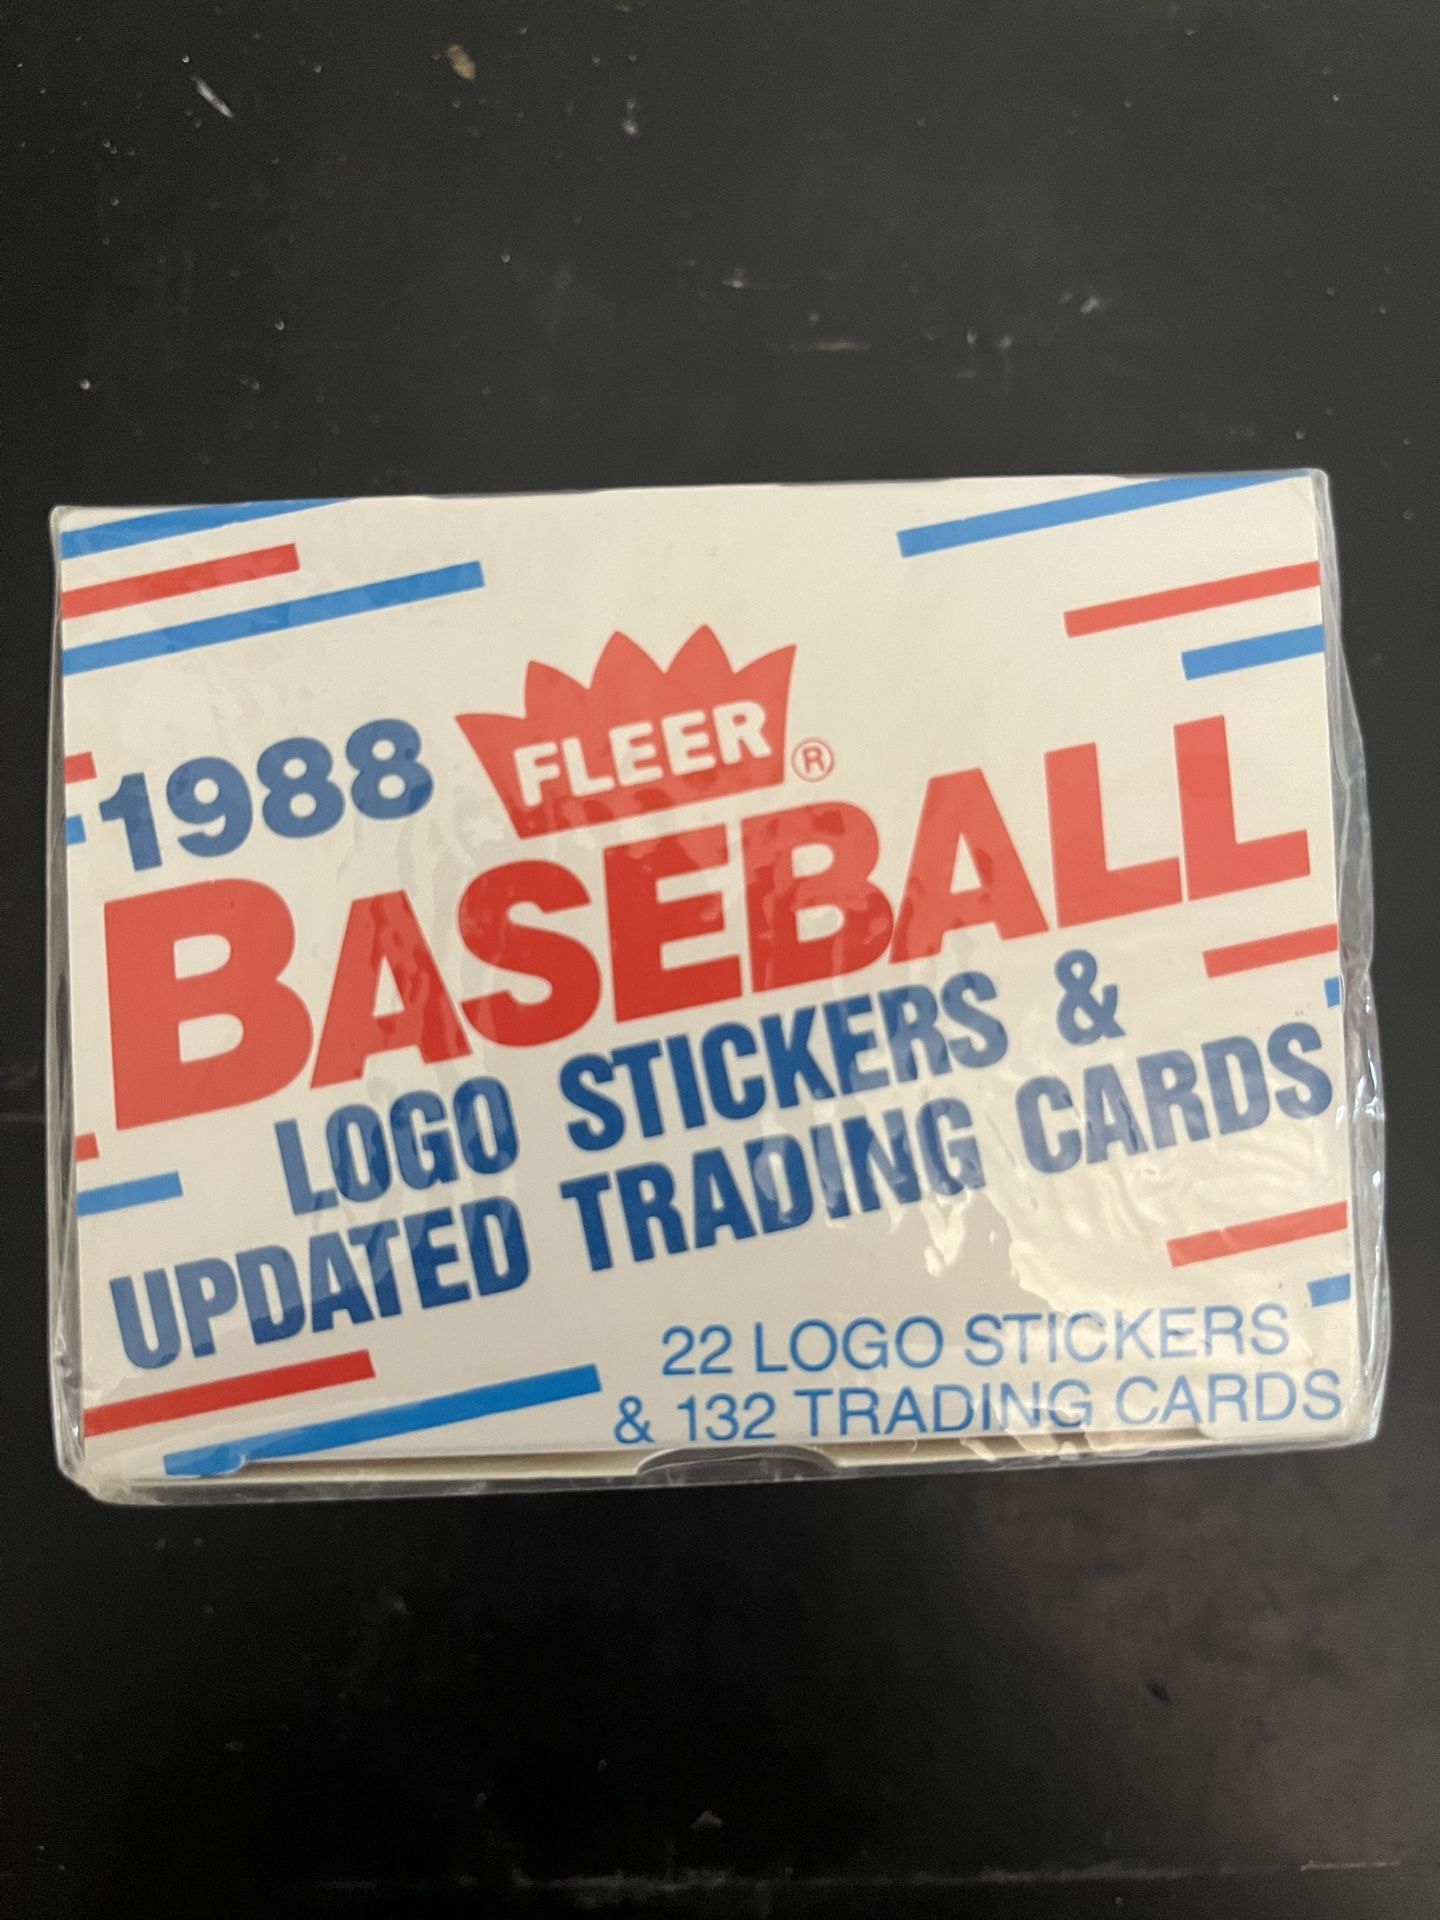 1988 FLEER®
BASEBALL
LOGO STICKERS &
UPDATED TRADING CARDS
22 LOGO STICKERS
& 132 TRADING CARDS